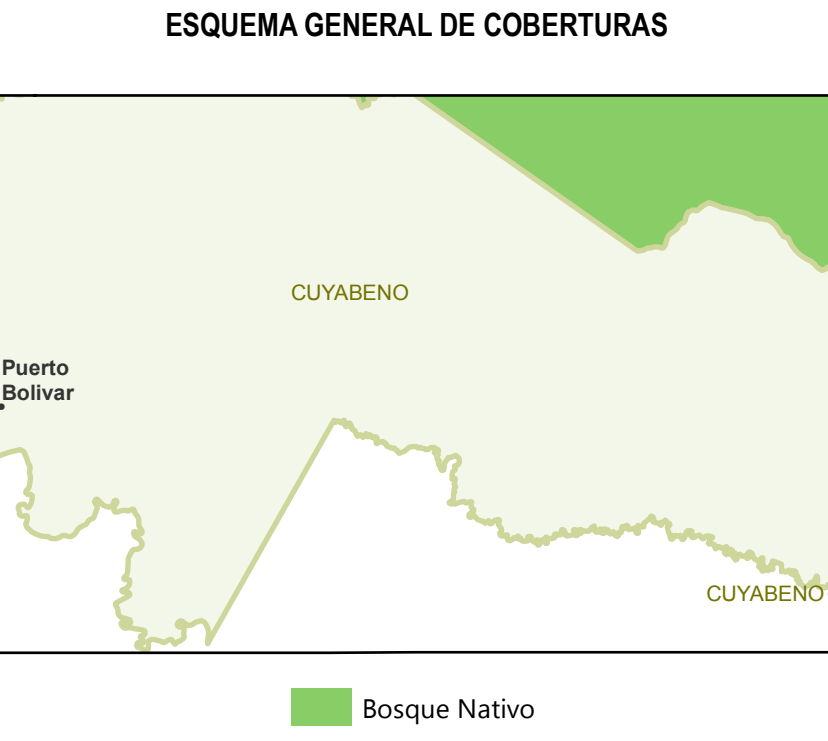 ESQUEMA GENERAL DE COBERTURAS
CUYABENO
Puerto
Bolivar
CUYABENO
Bosque Nativo